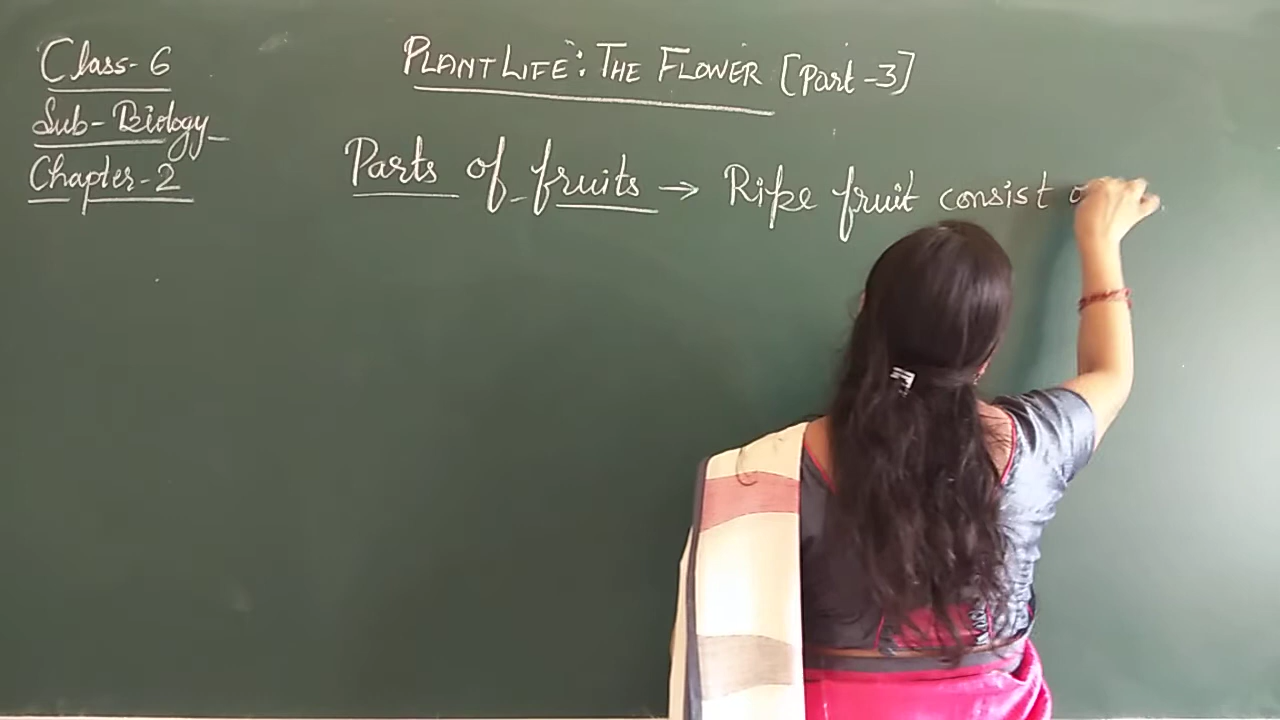 Class-6
Sub-Biology
Chapter-2
PLANT LIFE: THE FLOWER [Part-3]
Parts of fruits → Ripe fruit consist